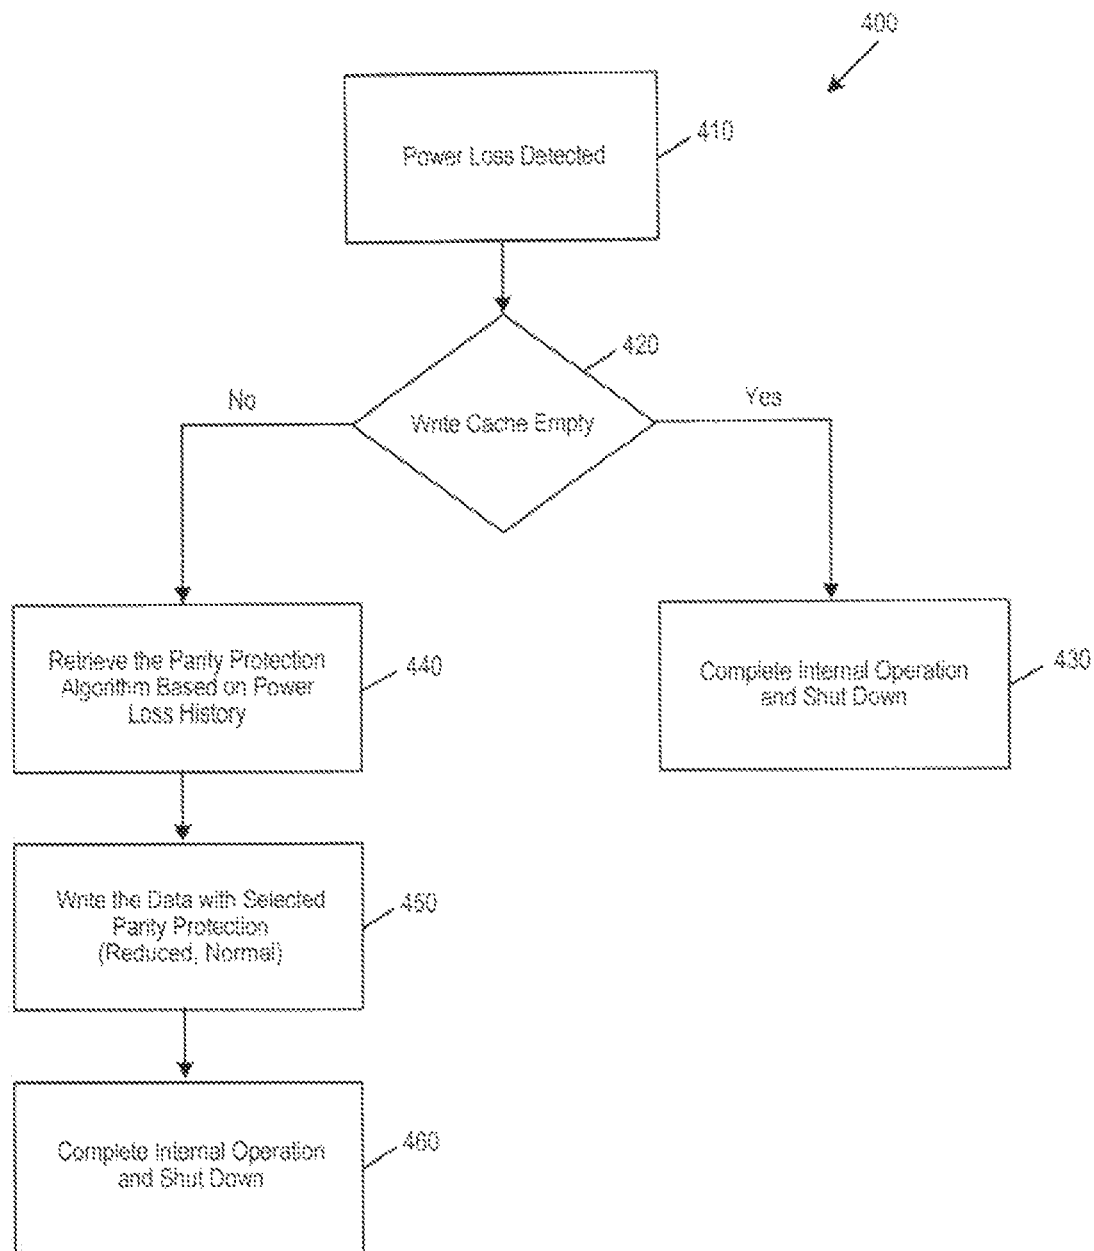 400
Power Loss Detected
410
420
No
Yes
Write Cache Empty
Retrieve the Parity Protection
Algorithm Based on Power
Loss History
440
Complete Internal Operation
and Shut Down
430
Write the Data with Selected
Parity Protection
(Reduced, Normal)
450
Complete Internal Operation
and Shut Down
460